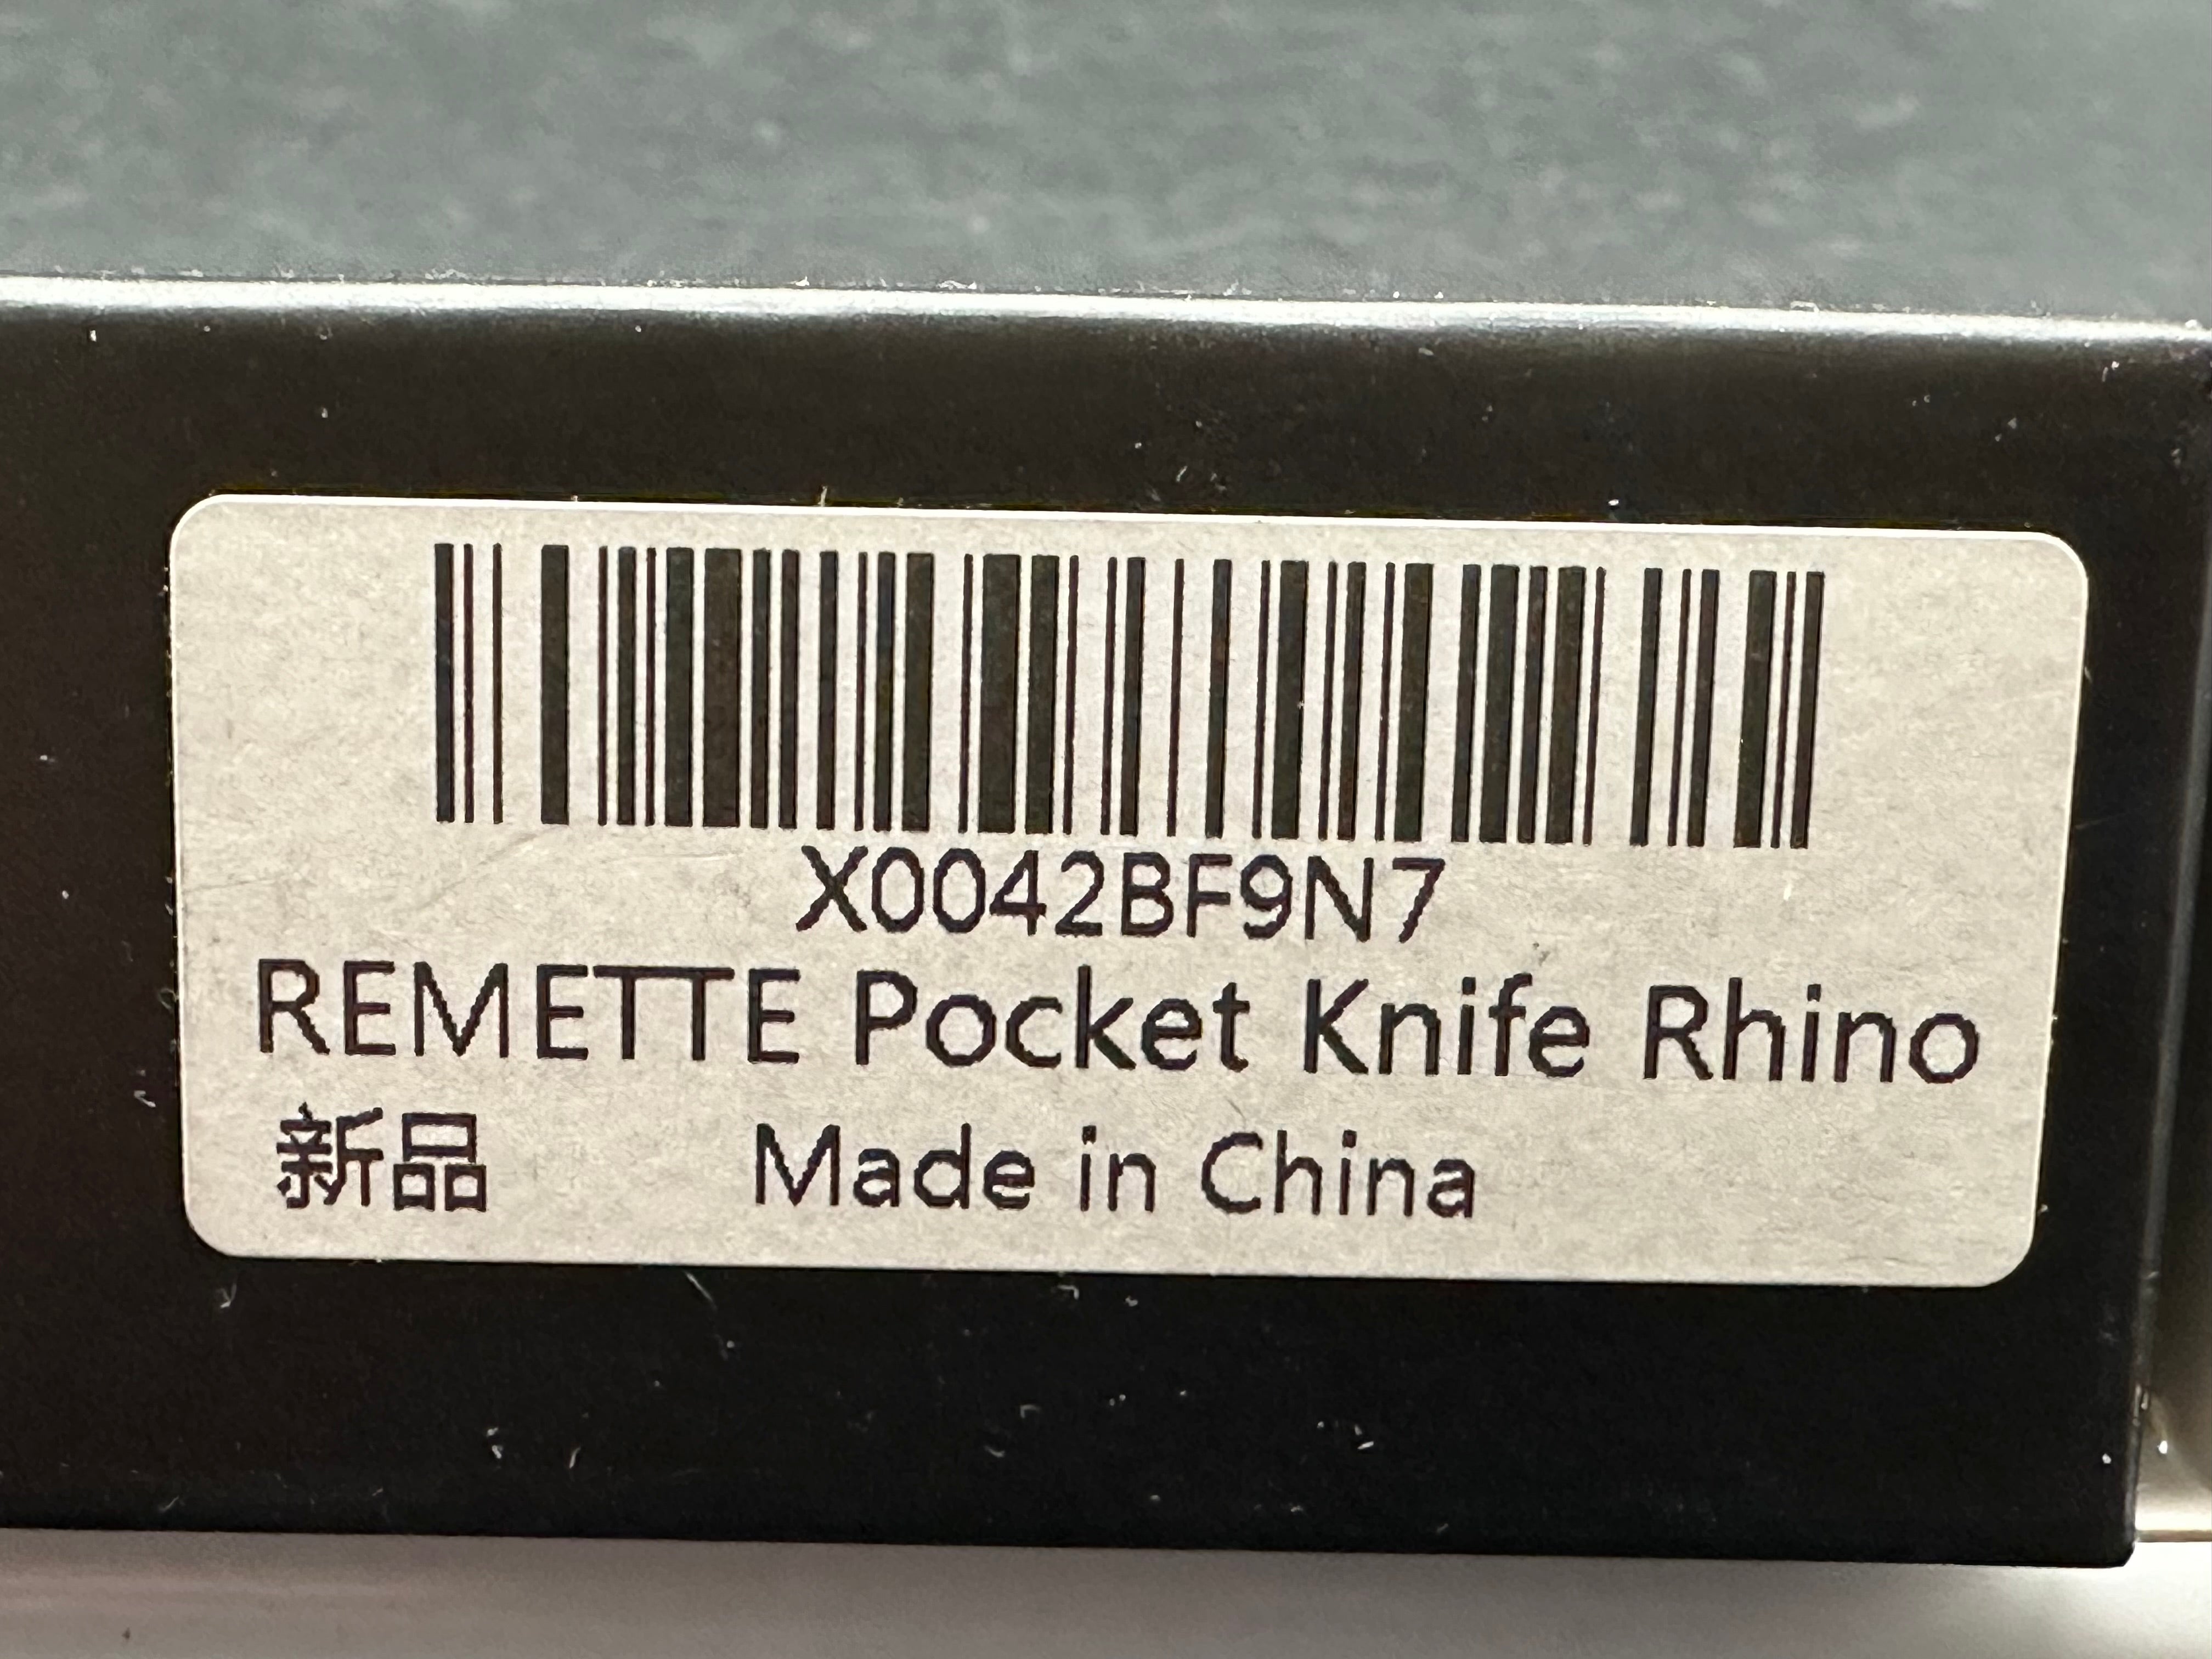 X0042BF9N7
REMETTE Pocket Knife Rhino
新品 Made in China